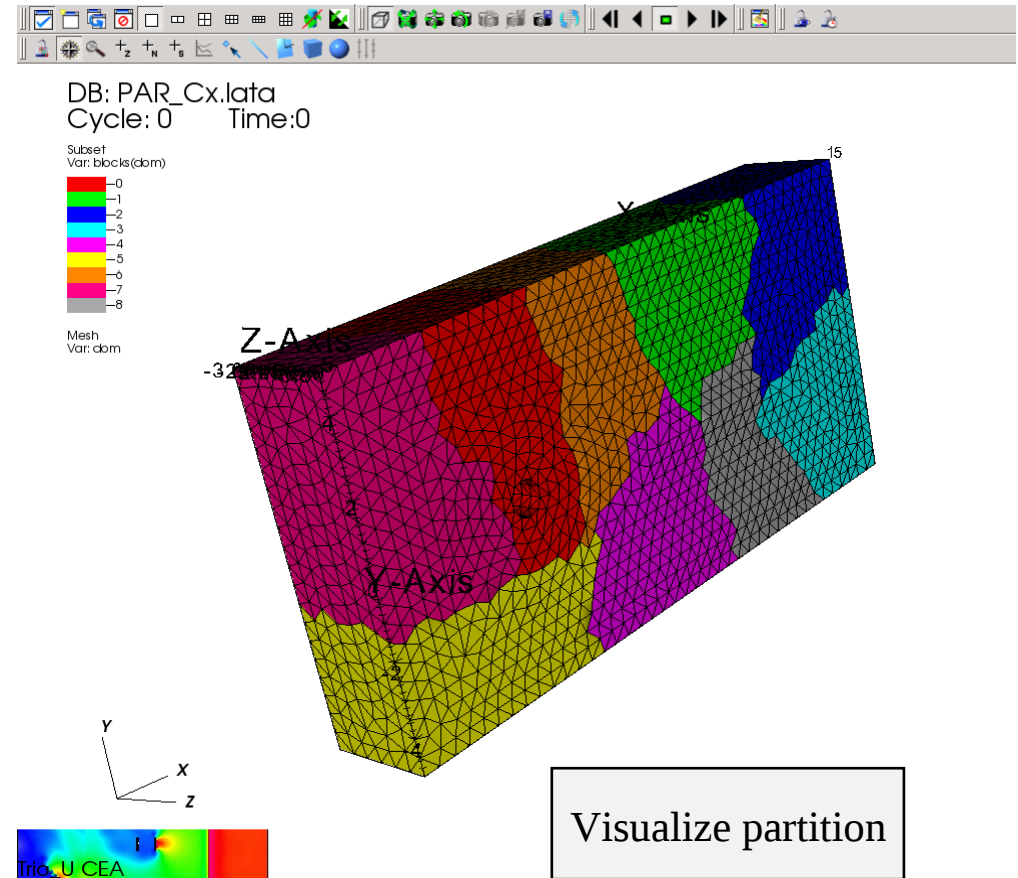 DB: PAR_Cx.lata
Cycle: 0 Time:0
Subset
Var: blocks(dom)
0
1
2
3
4
5
6
7
8
Mesh
Var: dom
15
X-Axis
Z-Axis
-3
Y-Axis
2
-2
-4
Y
X
Z
Visualize partition
Trio_U CEA